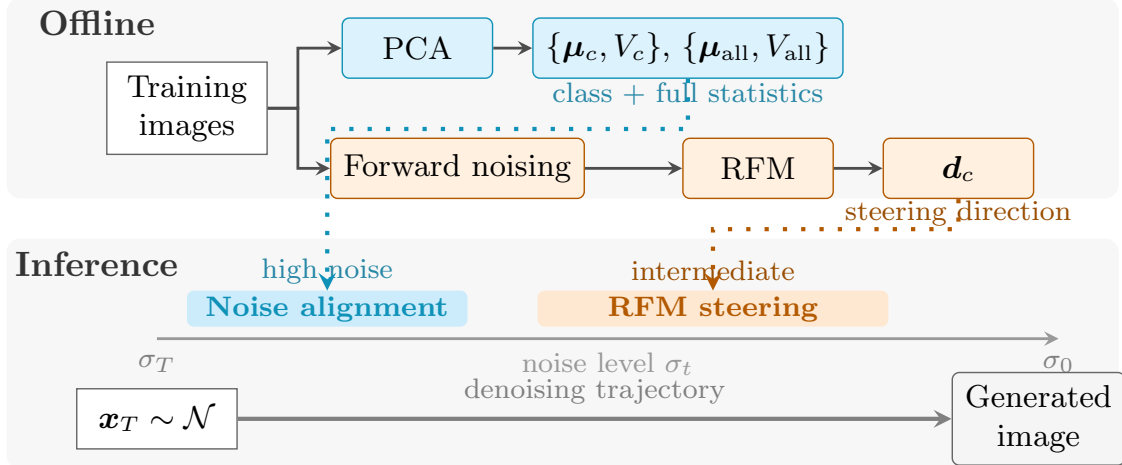 Offline
Training
images
PCA
{μ_c, V_c}, {μ_all, V_all}
class + full statistics
Forward noising
RFM
d_c
steering direction
Inference
high noise
intermediate
Noise alignment
RFM steering
σ_T
noise level σ_t
σ_0
denoising trajectory
x_T ∼ 𝒩
Generated
image